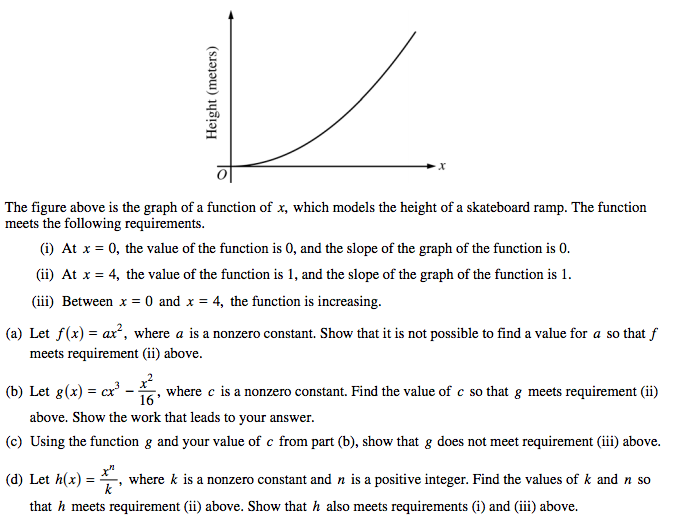 Height (meters)
x
O
The figure above is the graph of a function of x, which models the height of a skateboard ramp. The function
meets the following requirements.
(i) At x = 0, the value of the function is 0, and the slope of the graph of the function is 0.
(ii) At x = 4, the value of the function is 1, and the slope of the graph of the function is 1.
(iii) Between x = 0 and x = 4, the function is increasing.
(a) Let f(x) = ax², where a is a nonzero constant. Show that it is not possible to find a value for a so that f
meets requirement (ii) above.
(b) Let g(x) = cx³ − x²/16, where c is a nonzero constant. Find the value of c so that g meets requirement (ii)
above. Show the work that leads to your answer.
(c) Using the function g and your value of c from part (b), show that g does not meet requirement (iii) above.
(d) Let h(x) = xⁿ/k, where k is a nonzero constant and n is a positive integer. Find the values of k and n so
that h meets requirement (ii) above. Show that h also meets requirements (i) and (iii) above.